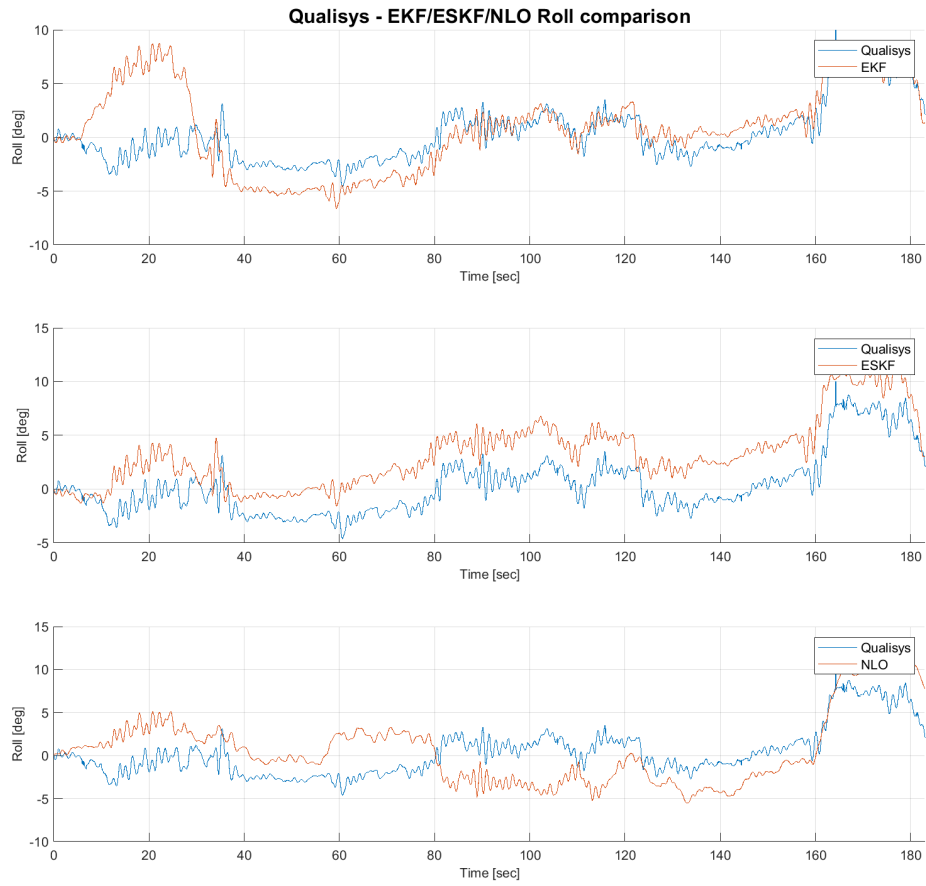 Qualisys - EKF/ESKF/NLO Roll comparison
10
5
0
-5
-10
Roll [deg]
Qualisys
EKF
0 20 40 60 80 100 120 140 160 180
Time [sec]
15
10
5
0
-5
Roll [deg]
Qualisys
ESKF
0 20 40 60 80 100 120 140 160 180
Time [sec]
15
10
5
0
-5
-10
Roll [deg]
Qualisys
NLO
0 20 40 60 80 100 120 140 160 180
Time [sec]